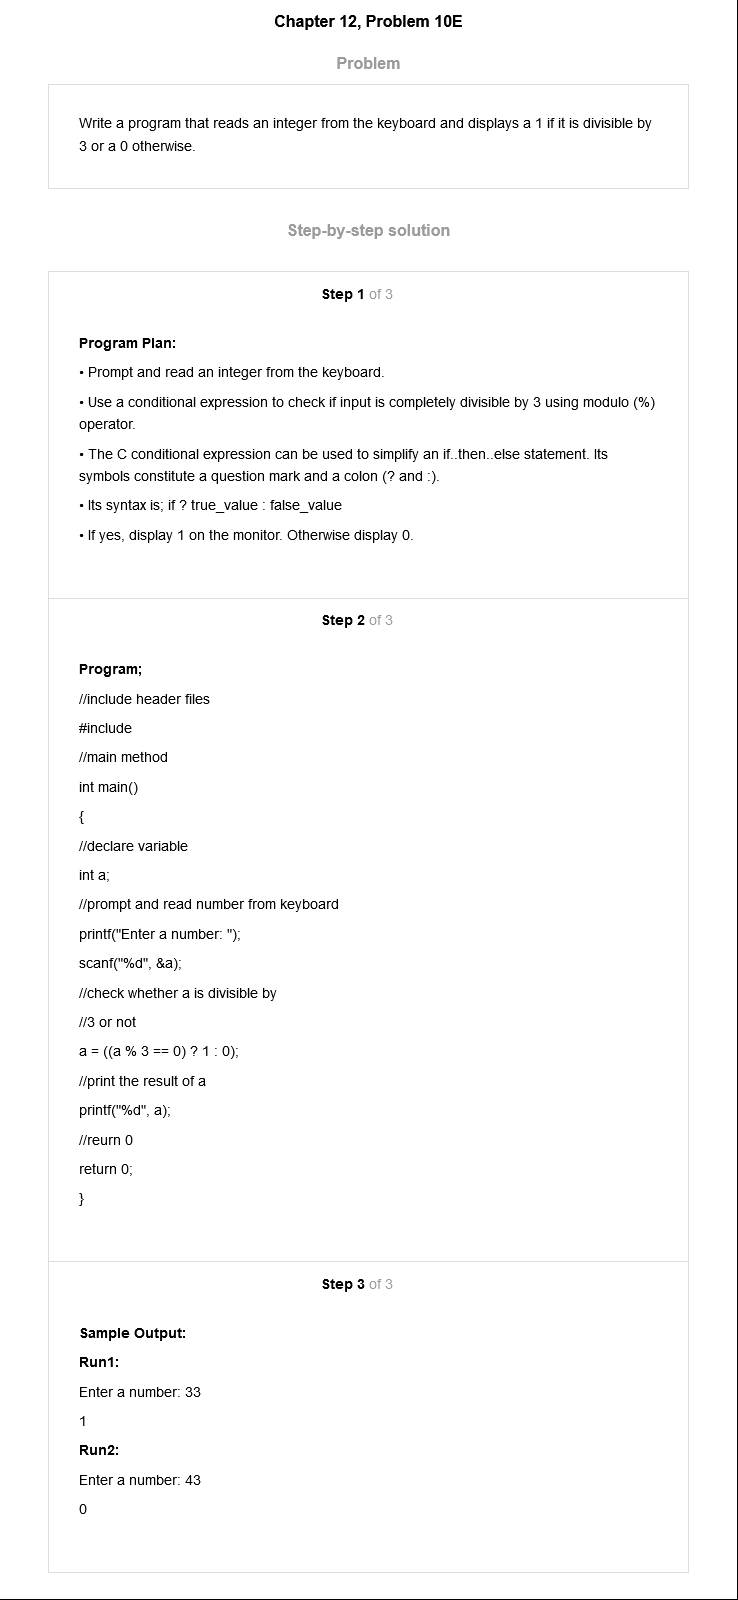 Chapter 12, Problem 10E
Problem
Write a program that reads an integer from the keyboard and displays a 1 if it is divisible by
3 or a 0 otherwise.
Step-by-step solution
Step 1 of 3
Program Plan:
• Prompt and read an integer from the keyboard.
• Use a conditional expression to check if input is completely divisible by 3 using modulo (%)
operator.
• The C conditional expression can be used to simplify an if..then..else statement. Its
symbols constitute a question mark and a colon (? and :).
• Its syntax is; if ? true_value : false_value
• If yes, display 1 on the monitor. Otherwise display 0.
Step 2 of 3
Program;
//include header files
#include
//main method
int main()
{
//declare variable
int a;
//prompt and read number from keyboard
printf("Enter a number: ");
scanf("%d", &a);
//check whether a is divisible by
//3 or not
a = ((a % 3 == 0) ? 1 : 0);
//print the result of a
printf("%d", a);
//reurn 0
return 0;
}
Step 3 of 3
Sample Output:
Run1:
Enter a number: 33
1
Run2:
Enter a number: 43
0